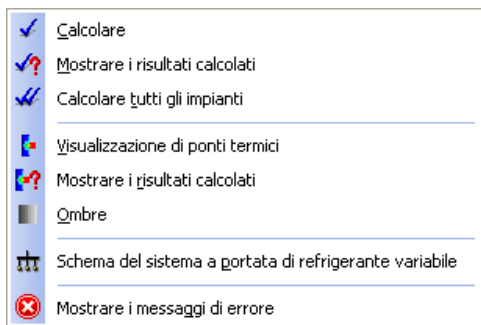 Calcolare
Mostrare i risultati calcolati
Calcolare tutti gli impianti
Visualizzazione di ponti termici
Mostrare i risultati calcolati
Ombre
Schema del sistema a portata di refrigerante variabile
Mostrare i messaggi di errore